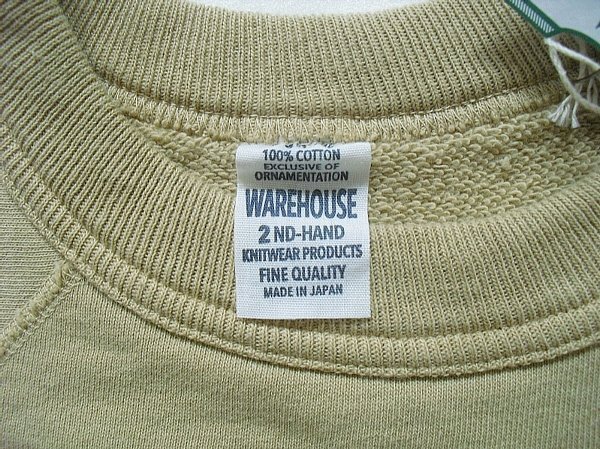 100% COTTON
EXCLUSIVE OF
ORNAMENTATION
WAREHOUSE
2 ND-HAND
KNITWEAR PRODUCTS
FINE QUALITY
MADE IN JAPAN